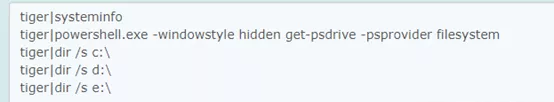 tiger|systeminfo
tiger|powershell.exe -windowstyle hidden get-psdrive -psprovider filesystem
tiger|dir /s c:\
tiger|dir /s d:\
tiger|dir /s e:\